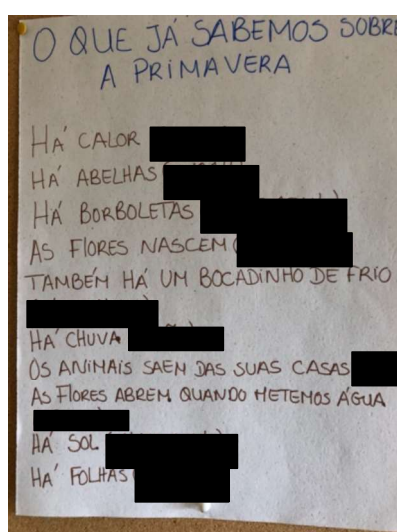 O QUE JÁ SABEMOS SOBRE
A PRIMAVERA
HÁ CALOR
HÁ ABELHAS
HÁ BORBOLETAS
AS FLORES NASCEM
TAMBÉM HÁ UM BOCADINHO DE FRIO
HÁ CHUVA
OS ANIMAIS SAEM DAS SUAS CASAS
AS FLORES ABREM QUANDO METEMOS ÁGUA
HÁ SOL
HÁ FOLHAS